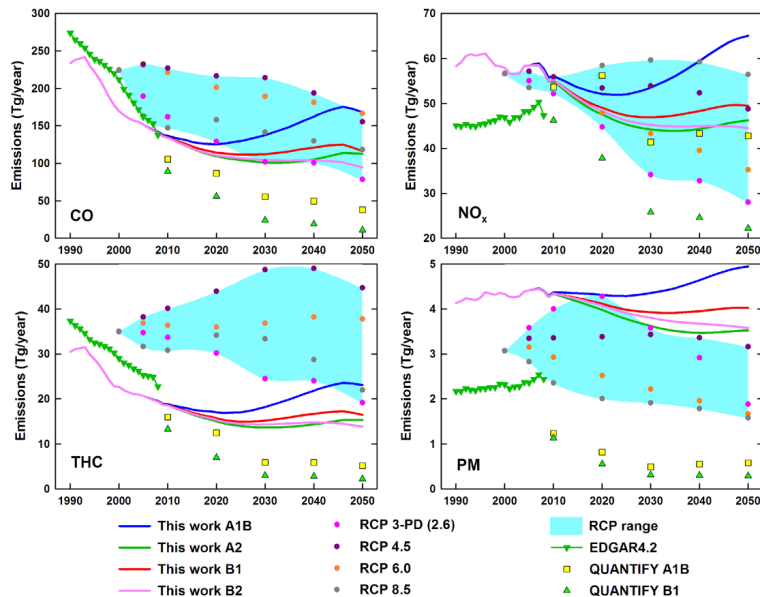 300
250
200
150
100
50
0
Emissions (Tg/year)
CO
1990 2000 2010 2020 2030 2040 2050
70
60
50
40
30
20
Emissions (Tg/year)
NOx
1990 2000 2010 2020 2030 2040 2050
50
40
30
20
10
0
Emissions (Tg/year)
THC
1990 2000 2010 2020 2030 2040 2050
5
4
3
2
1
0
Emissions (Tg/year)
PM
1990 2000 2010 2020 2030 2040 2050
This work A1B
This work A2
This work B1
This work B2
RCP 3-PD (2.6)
RCP 4.5
RCP 6.0
RCP 8.5
RCP range
EDGAR4.2
QUANTIFY A1B
QUANTIFY B1